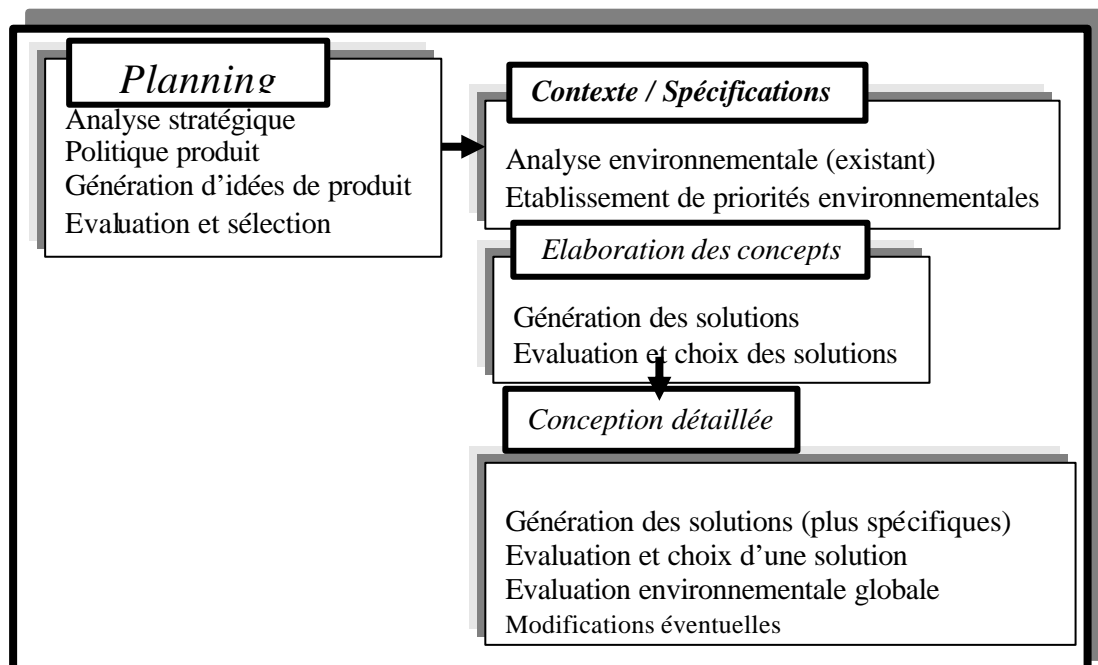 Planning
Analyse stratégique
Politique produit
Génération d'idées de produit
Evaluation et sélection
Contexte / Spécifications
Analyse environnementale (existant)
Etablissement de priorités environnementales
Elaboration des concepts
Génération des solutions
Evaluation et choix des solutions
Conception détaillée
Génération des solutions (plus spécifiques)
Evaluation et choix d'une solution
Evaluation environnementale globale
Modifications éventuelles